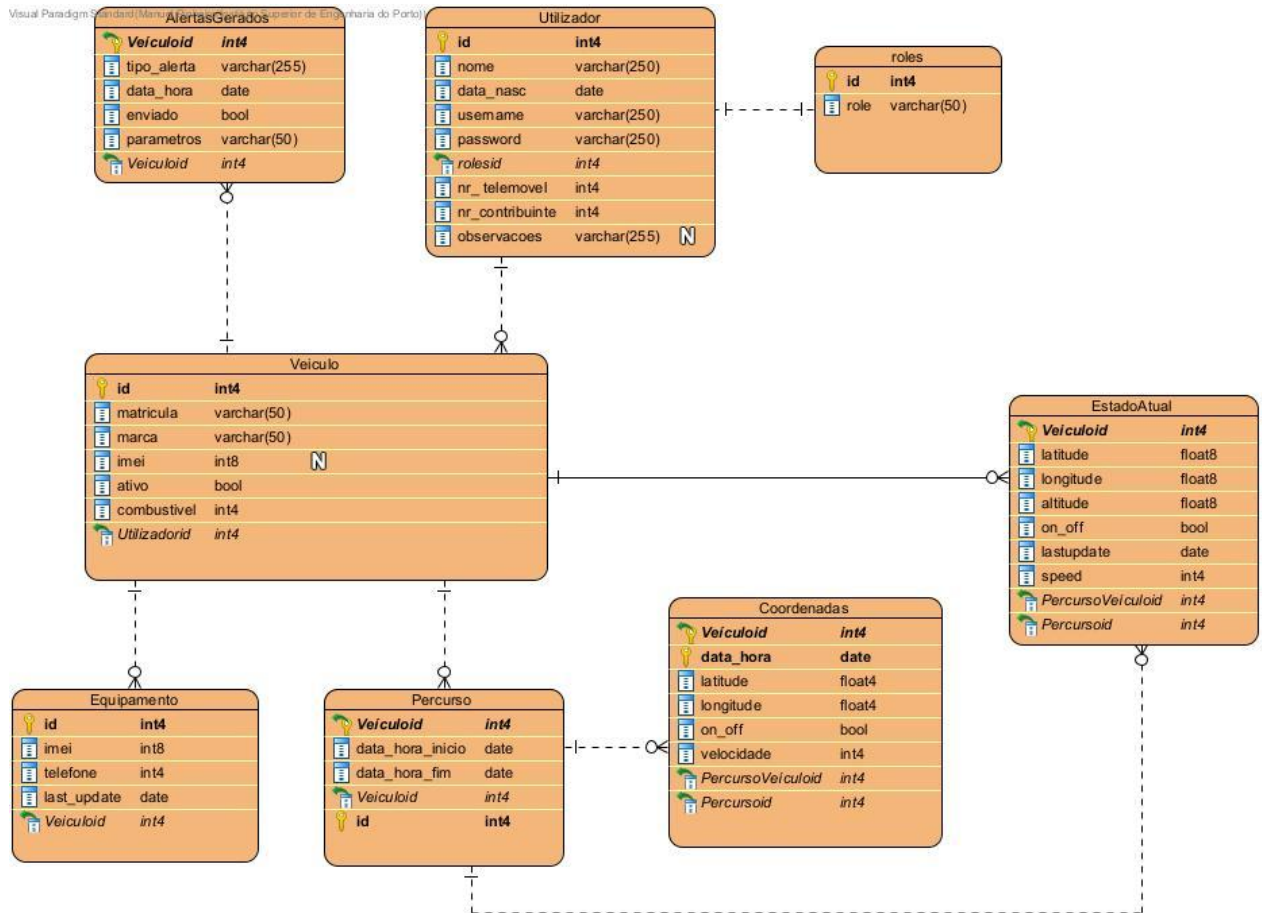 Visual Paradigm Standard(Manuel
Superior de Engenharia do Porto)
AlertasGerados
Veiculoid int4
tipo_alerta varchar(255)
data_hora date
enviado bool
parametros varchar(50)
Veiculoid int4
Utilizador
id int4
nome varchar(250)
data_nasc date
username varchar(250)
password varchar(250)
rolesid int4
nr_telemovel int4
nr_contribuinte int4
observacoes varchar(255) N
roles
id int4
role varchar(50)
Veiculo
id int4
matricula varchar(50)
marca varchar(50)
imei int8 N
ativo bool
combustivel int4
Utilizadorid int4
EstadoAtual
Veiculoid int4
latitude float8
longitude float8
altitude float8
on_off bool
lastupdate date
speed int4
PercursoVeiculoid int4
Percursoid int4
Coordenadas
Veiculoid int4
data_hora date
latitude float4
longitude float4
on_off bool
velocidade int4
PercursoVeiculoid int4
Percursoid int4
Equipamento
id int4
imei int8
telefone int4
last_update date
Veiculoid int4
Percurso
Veiculoid int4
data_hora_inicio date
data_hora_fim date
Veiculoid int4
id int4